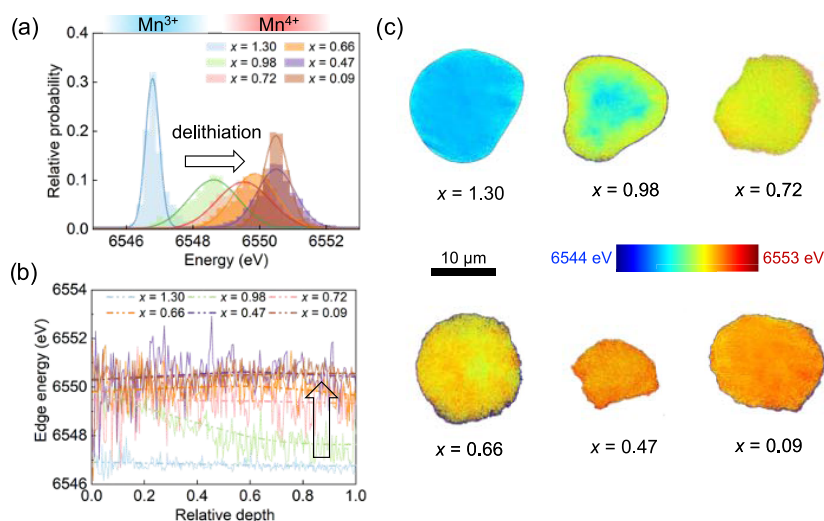 (a)
Mn³⁺ Mn⁴⁺
Relative probability
0.4
0.3
0.2
0.1
0.0
x = 1.30 x = 0.66
x = 0.98 x = 0.47
x = 0.72 x = 0.09
delithiation
6546 6548 6550 6552
Energy (eV)
(b)
Edge energy (eV)
6554
6552
6550
6548
6546
x = 1.30 x = 0.98 x = 0.72
x = 0.66 x = 0.47 x = 0.09
0.0 0.2 0.4 0.6 0.8 1.0
Relative depth
(c)
x = 1.30 x = 0.98 x = 0.72
10 µm
6544 eV 6553 eV
x = 0.66 x = 0.47 x = 0.09